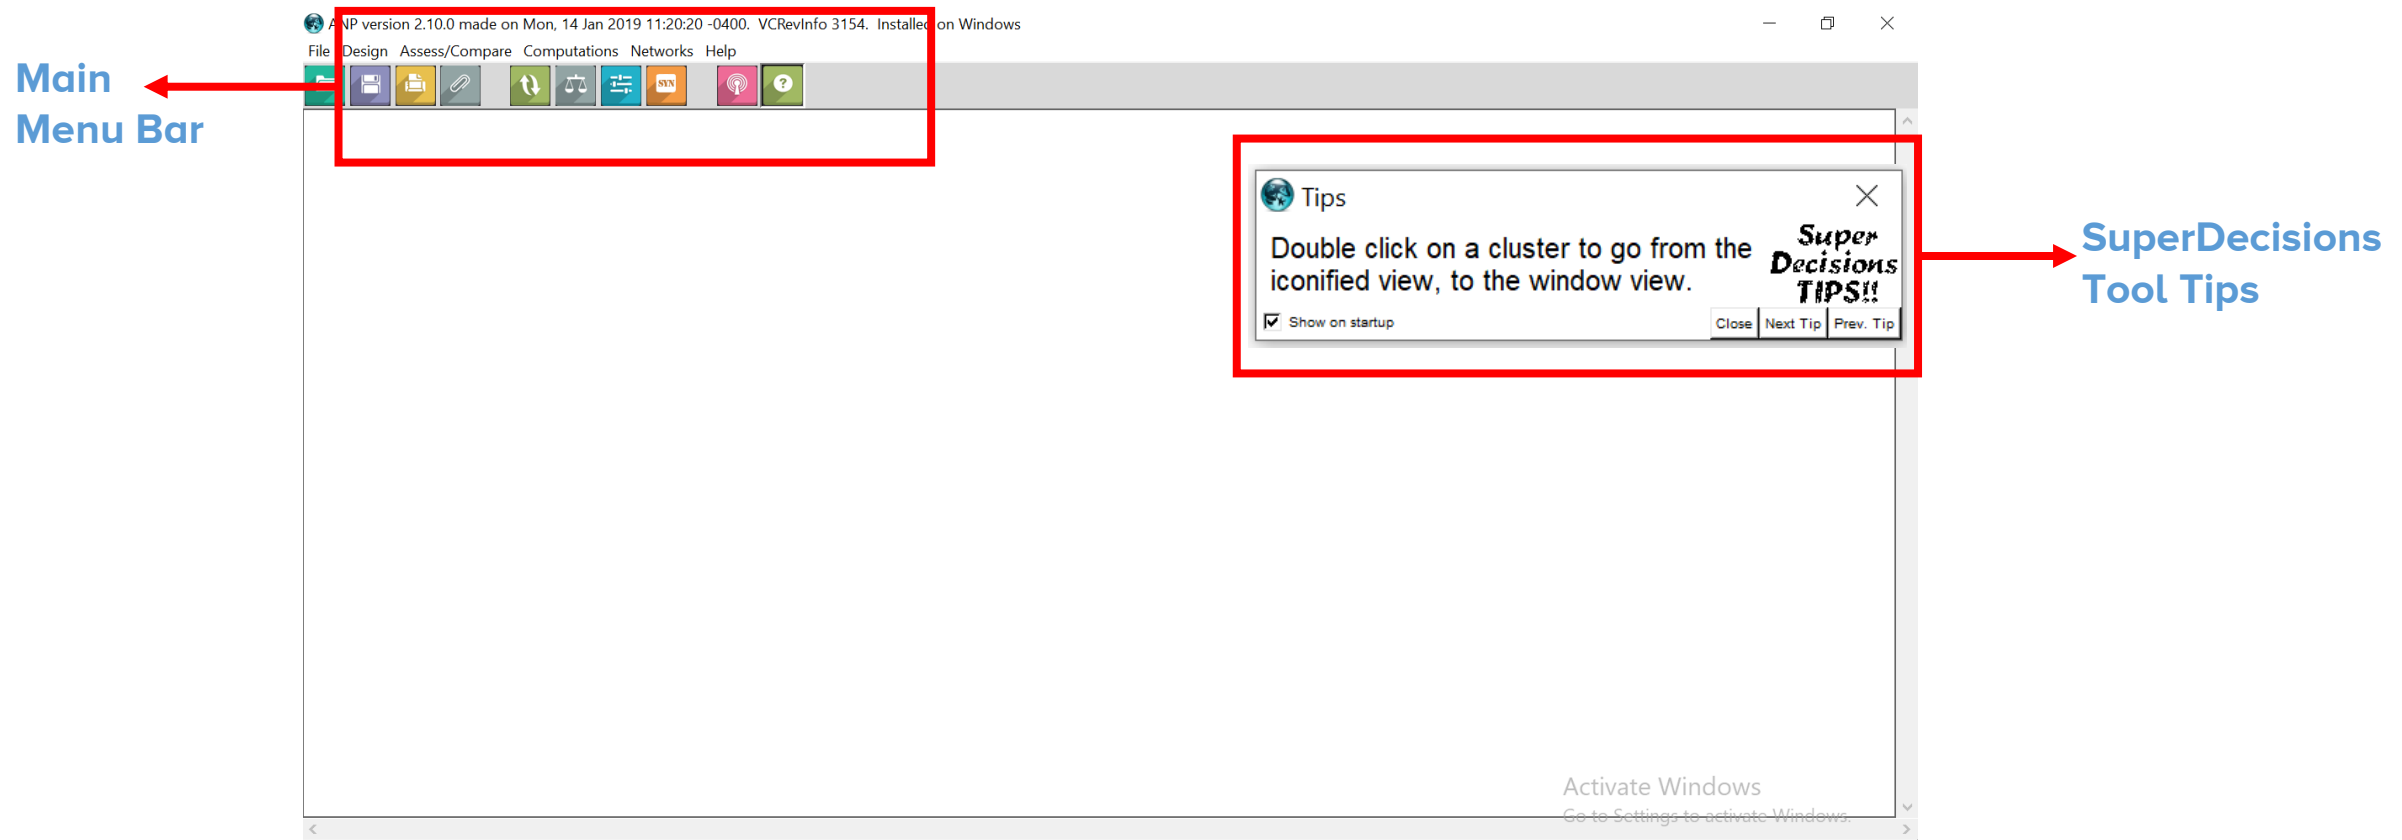 ANP version 2.10.0 made on Mon, 14 Jan 2019 11:20:20 -0400.  VCRevInfo 3154.  Installed on Windows
File Design Assess/Compare Computations Networks Help
SYN
Main
Menu Bar
Tips
Double click on a cluster to go from the
iconified view, to the window view.
Super
Decisions
TIPS!!
Show on startup
Close Next Tip Prev. Tip
SuperDecisions
Tool Tips
Activate Windows
Go to Settings to activate Windows.